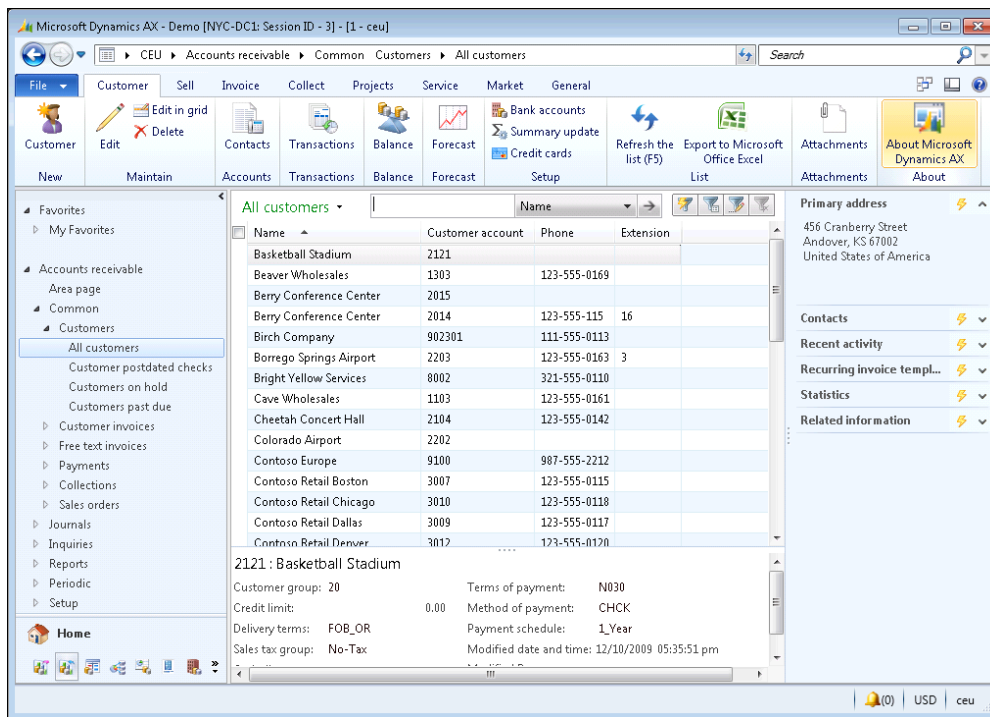 Microsoft Dynamics AX - Demo [NYC-DC1: Session ID - 3] - [1 - ceu]
CEU Accounts receivable Common Customers All customers
Search
File Customer Sell Invoice Collect Projects Service Market General
Customer
New
Edit
Edit in grid
Delete
Maintain
Contacts
Accounts
Transactions
Transactions
Balance
Balance
Forecast
Forecast
Bank accounts
Summary update
Credit cards
Setup
Refresh the list (F5)
Export to Microsoft Office Excel
List
Attachments
Attachments
About Microsoft Dynamics AX
About
Favorites
My Favorites
Accounts receivable
Area page
Common
Customers
All customers
Customer postdated checks
Customers on hold
Customers past due
Customer invoices
Free text invoices
Payments
Collections
Sales orders
Journals
Inquiries
Reports
Periodic
Setup
Home
All customers
Name
Name Customer account Phone Extension
Basketball Stadium 2121
Beaver Wholesales 1303 123-555-0169
Berry Conference Center 2015
Berry Conference Center 2014 123-555-115 16
Birch Company 902301 111-555-0113
Borrego Springs Airport 2203 123-555-0163 3
Bright Yellow Services 8002 321-555-0110
Cave Wholesales 1103 123-555-0161
Cheetah Concert Hall 2104 123-555-0142
Colorado Airport 2202
Contoso Europe 9100 987-555-2212
Contoso Retail Boston 3007 123-555-0115
Contoso Retail Chicago 3010 123-555-0118
Contoso Retail Dallas 3009 123-555-0117
Contoso Retail Denver 3012 123-555-0120
2121 : Basketball Stadium
Customer group: 20 Terms of payment: N030
Credit limit: 0.00 Method of payment: CHCK
Delivery terms: FOB_OR Payment schedule: 1_Year
Sales tax group: No-Tax Modified date and time: 12/10/2009 05:35:51 pm
Primary address
456 Cranberry Street
Andover, KS 67002
United States of America
Contacts
Recent activity
Recurring invoice templ...
Statistics
Related information
(0) USD ceu